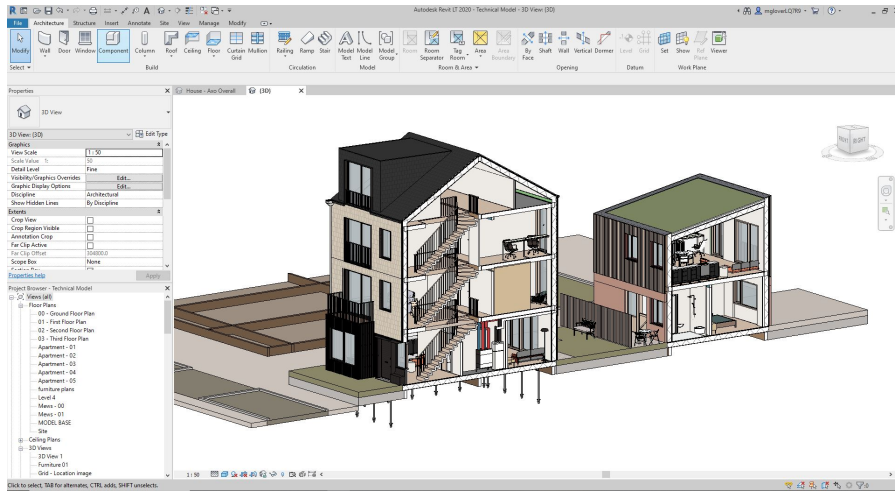 Autodesk Revit LT 2020 - Technical Model - 3D View {3D}
mglover
File Architecture Structure Insert Annotate Site View Manage Modify
Modify Wall Door Window Component Column Roof Ceiling Floor Curtain Grid Mullion Railing Ramp Stair Model Text Model Line Model Group Room Room Separator Tag Room Area Area Boundary By Face Shaft Wall Vertical Dormer Level Grid Set Show Ref Plane Viewer
Select Build Circulation Model Room & Area Opening Datum Work Plane
Properties X House - Axo Overall {3D} X
3D View
3D View: {3D} Edit Type
Graphics
View Scale 1 : 50
Scale Value 1: 50
Detail Level Fine
Visibility/Graphics Overrides Edit...
Graphic Display Options Edit...
Discipline Architectural
Show Hidden Lines By Discipline
Extents
Crop View
Crop Region Visible
Annotation Crop
Far Clip Active
Far Clip Offset 304800.0
Scope Box None
Properties help Apply
Project Browser - Technical Model X
Views (all)
Floor Plans
00 - Ground Floor Plan
01 - First Floor Plan
02 - Second Floor Plan
03 - Third Floor Plan
Apartment - 01
Apartment - 02
Apartment - 03
Apartment - 04
Apartment - 05
furniture plans
Level 4
Mews - 00
Mews - 01
MODEL BASE
Site
Ceiling Plans
3D Views
3D View 1
Furniture 01
Grid - Location image
1 : 50
Click to select, TAB for alternates, CTRL adds, SHIFT unselects.
RIGHT
:0